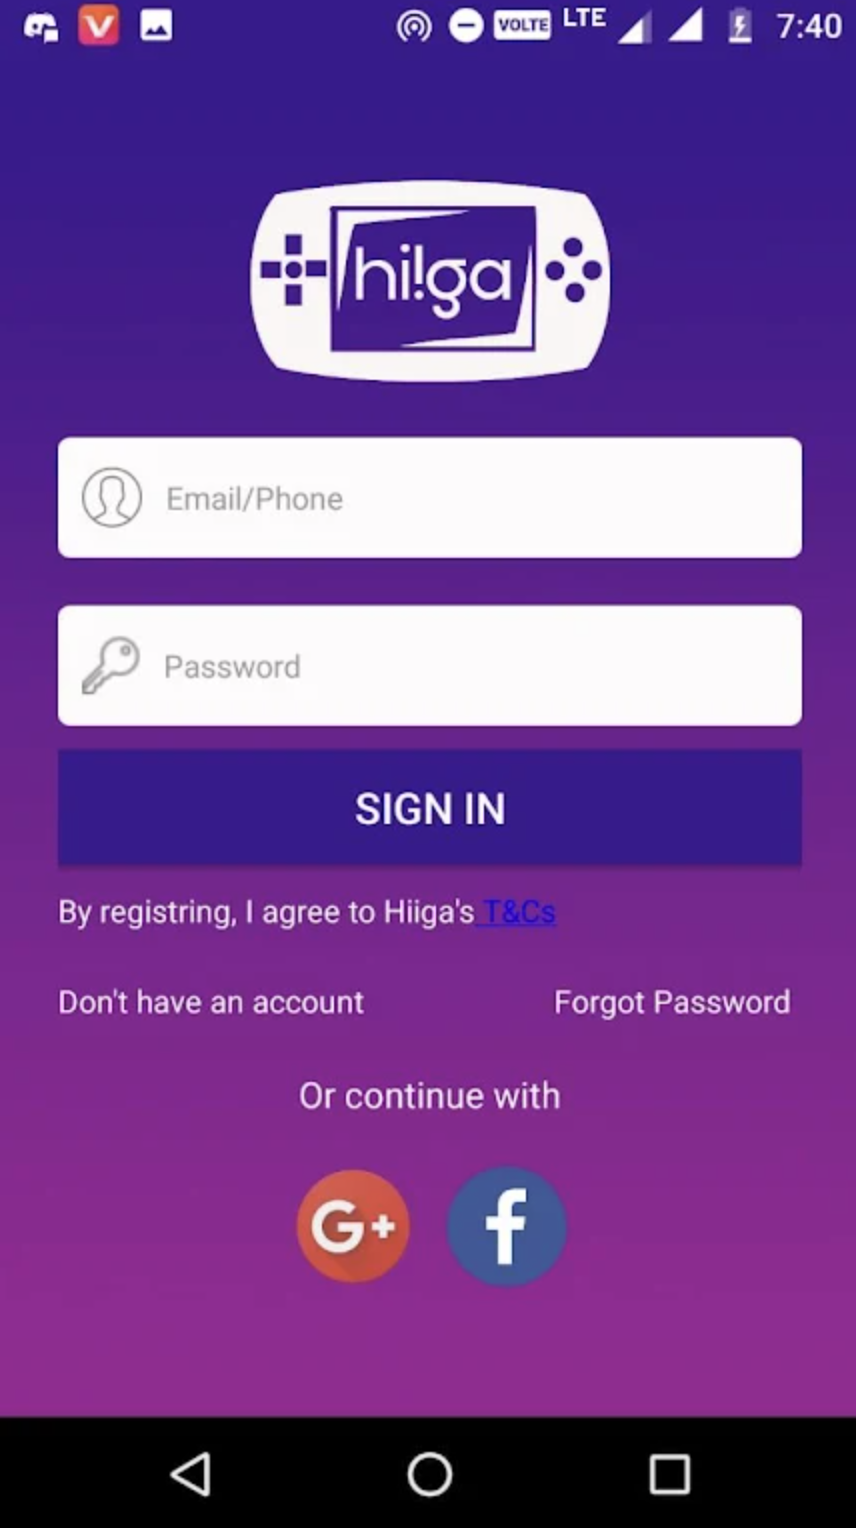 VOLTE LTE 7:40
hi!ga
Email/Phone
Password
SIGN IN
By registring, I agree to Hiiga's T&Cs
Don't have an account Forgot Password
Or continue with
G+ f